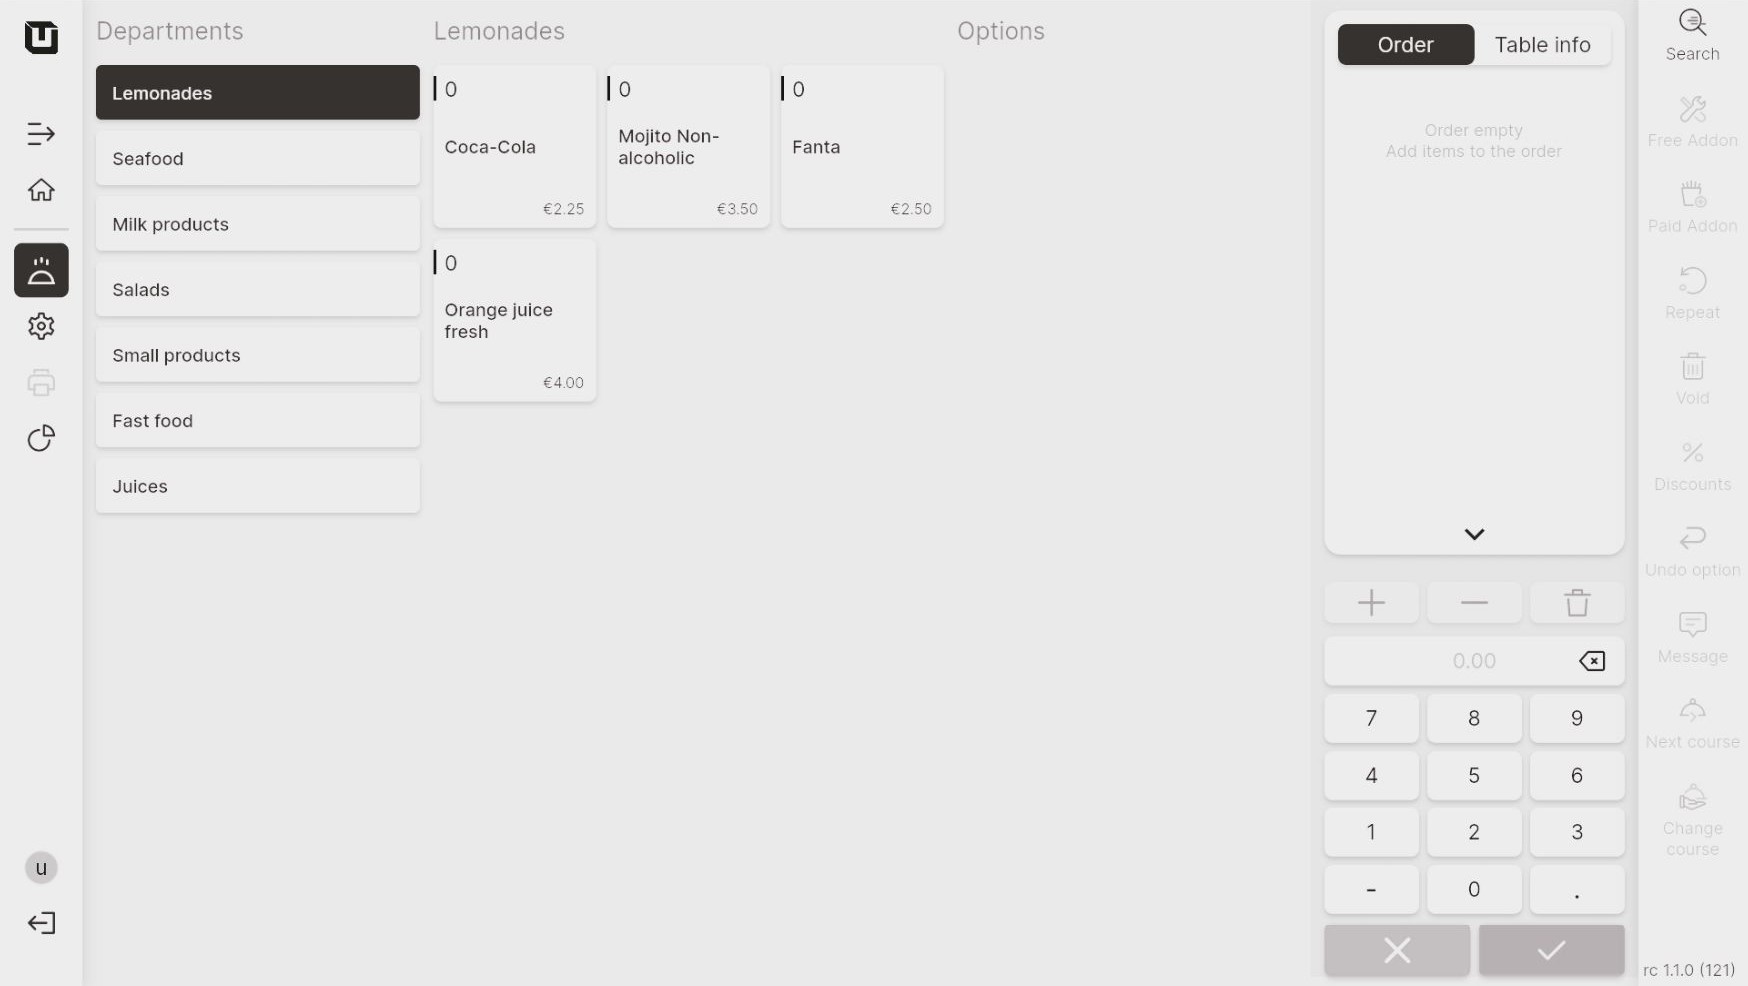 Departments
Lemonades
Seafood
Milk products
Salads
Small products
Fast food
Juices
Lemonades
0
Coca-Cola
€2.25
0
Mojito Non-
alcoholic
€3.50
0
Fanta
€2.50
0
Orange juice
fresh
€4.00
Options
Order
Table info
Order empty
Add items to the order
0.00
7
8
9
4
5
6
1
2
3
-
0
.
Search
Free Addon
Paid Addon
Repeat
Void
Discounts
Undo option
Message
Next course
Change
course
u
rc 1.1.0 (121)